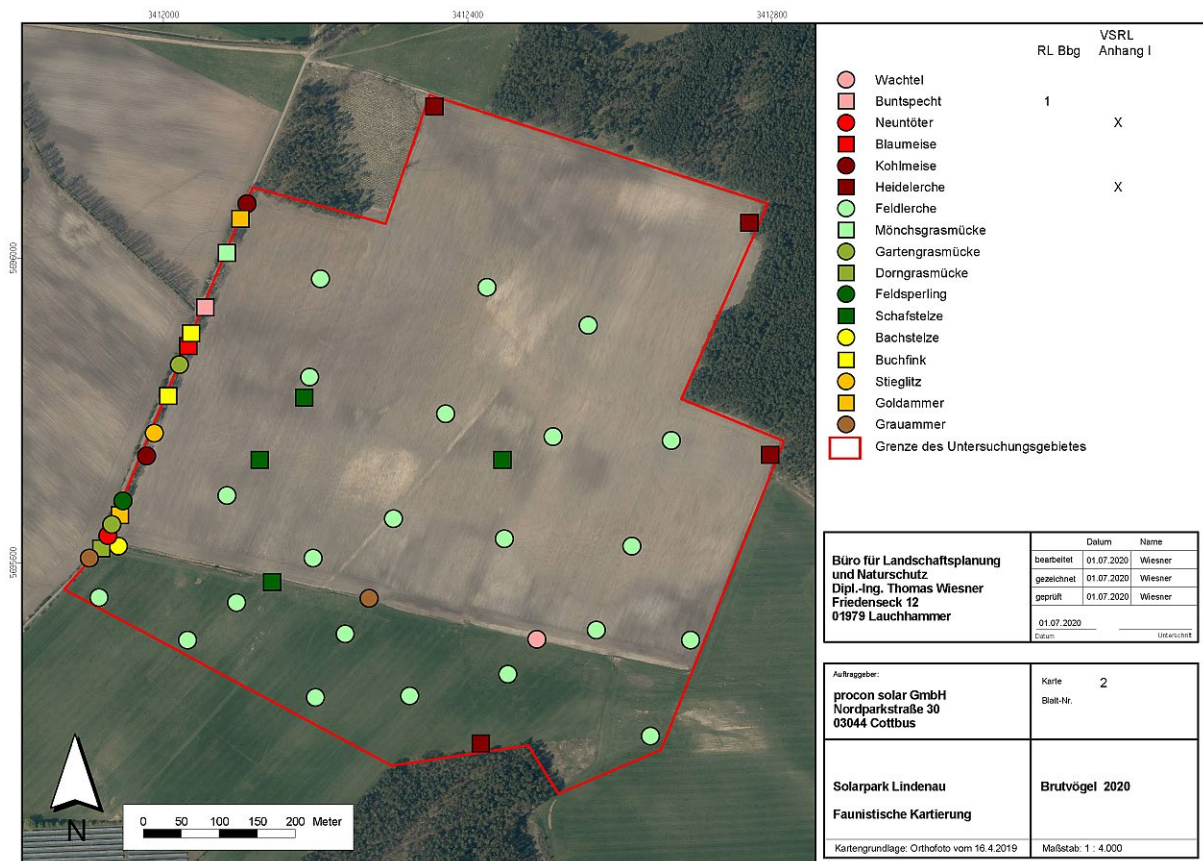 3412000 3412400 3412800
5696000
5695600
0 50 100 150 200 Meter
N
VSRL
RL Bbg Anhang I
Wachtel
Buntspecht 1
Neuntöter X
Blaumeise
Kohlmeise
Heidelerche X
Feldlerche
Mönchsgrasmücke
Gartengrasmücke
Dorngrasmücke
Feldsperling
Schafstelze
Bachstelze
Buchfink
Stieglitz
Goldammer
Grauammer
Grenze des Untersuchungsgebietes
Büro für Landschaftsplanung
und Naturschutz
Dipl.-Ing. Thomas Wiesner
Friedenseck 12
01979 Lauchhammer
Datum Name
bearbeitet 01.07.2020 Wiesner
gezeichnet 01.07.2020 Wiesner
geprüft 01.07.2020 Wiesner
01.07.2020
Datum Unterschrift
Auftraggeber:
procon solar GmbH
Nordparkstraße 30
03044 Cottbus
Karte 2
Blatt-Nr.
Solarpark Lindenau
Faunistische Kartierung
Brutvögel 2020
Kartengrundlage: Orthofoto vom 16.4.2019
Maßstab: 1 : 4.000